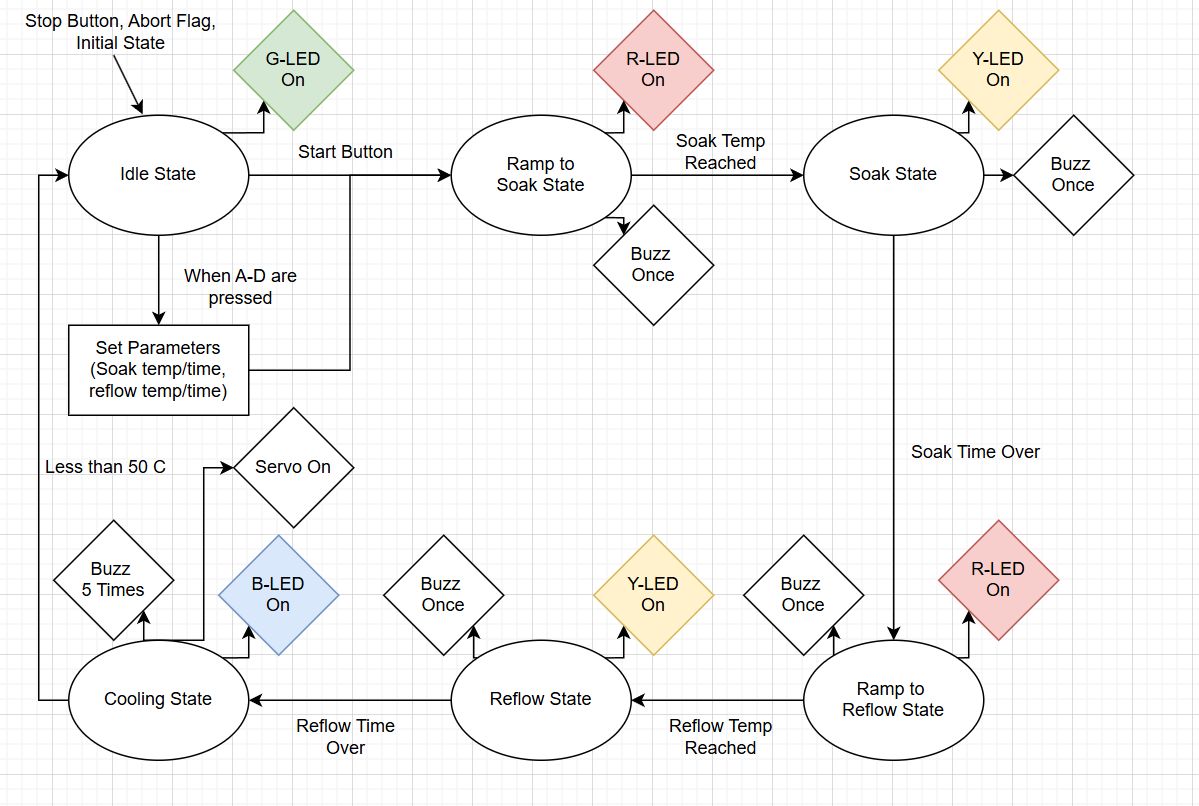 Stop Button, Abort Flag,
Initial State
G-LED
On
R-LED
On
Y-LED
On
Idle State
Start Button
Ramp to
Soak State
Soak Temp
Reached
Soak State
Buzz
Once
Buzz
Once
When A-D are
pressed
Set Parameters
(Soak temp/time,
reflow temp/time)
Less than 50 C
Servo On
Soak Time Over
Buzz
5 Times
B-LED
On
Buzz
Once
Y-LED
On
Buzz
Once
R-LED
On
Cooling State
Reflow Time
Over
Reflow State
Reflow Temp
Reached
Ramp to
Reflow State